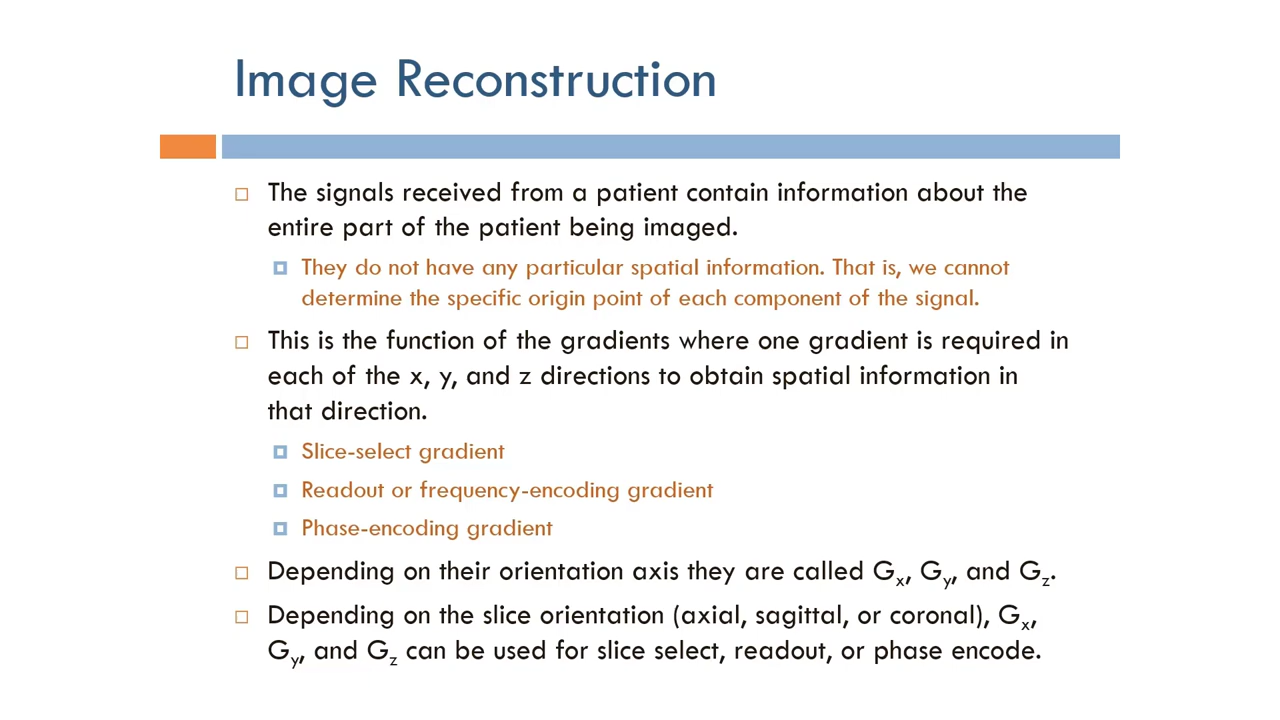 Image Reconstruction
The signals received from a patient contain information about the
entire part of the patient being imaged.
They do not have any particular spatial information. That is, we cannot
determine the specific origin point of each component of the signal.
This is the function of the gradients where one gradient is required in
each of the x, y, and z directions to obtain spatial information in
that direction.
Slice-select gradient
Readout or frequency-encoding gradient
Phase-encoding gradient
Depending on their orientation axis they are called Gx, Gy, and Gz.
Depending on the slice orientation (axial, sagittal, or coronal), Gx,
Gy, and Gz can be used for slice select, readout, or phase encode.